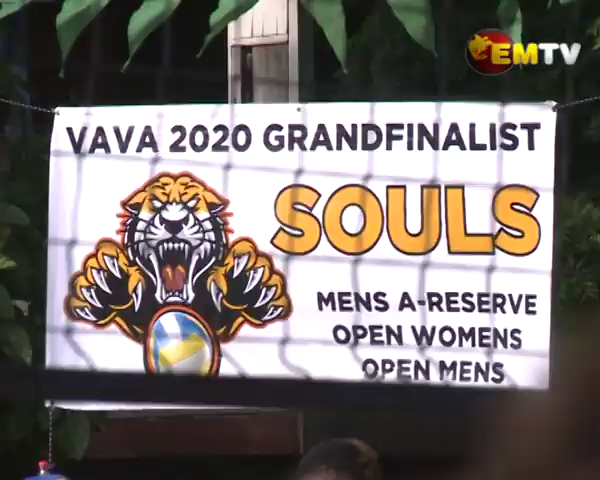 EMTV
VAVA 2020 GRANDFINALIST
SOULS
MENS A-RESERVE
OPEN WOMENS
OPEN MENS